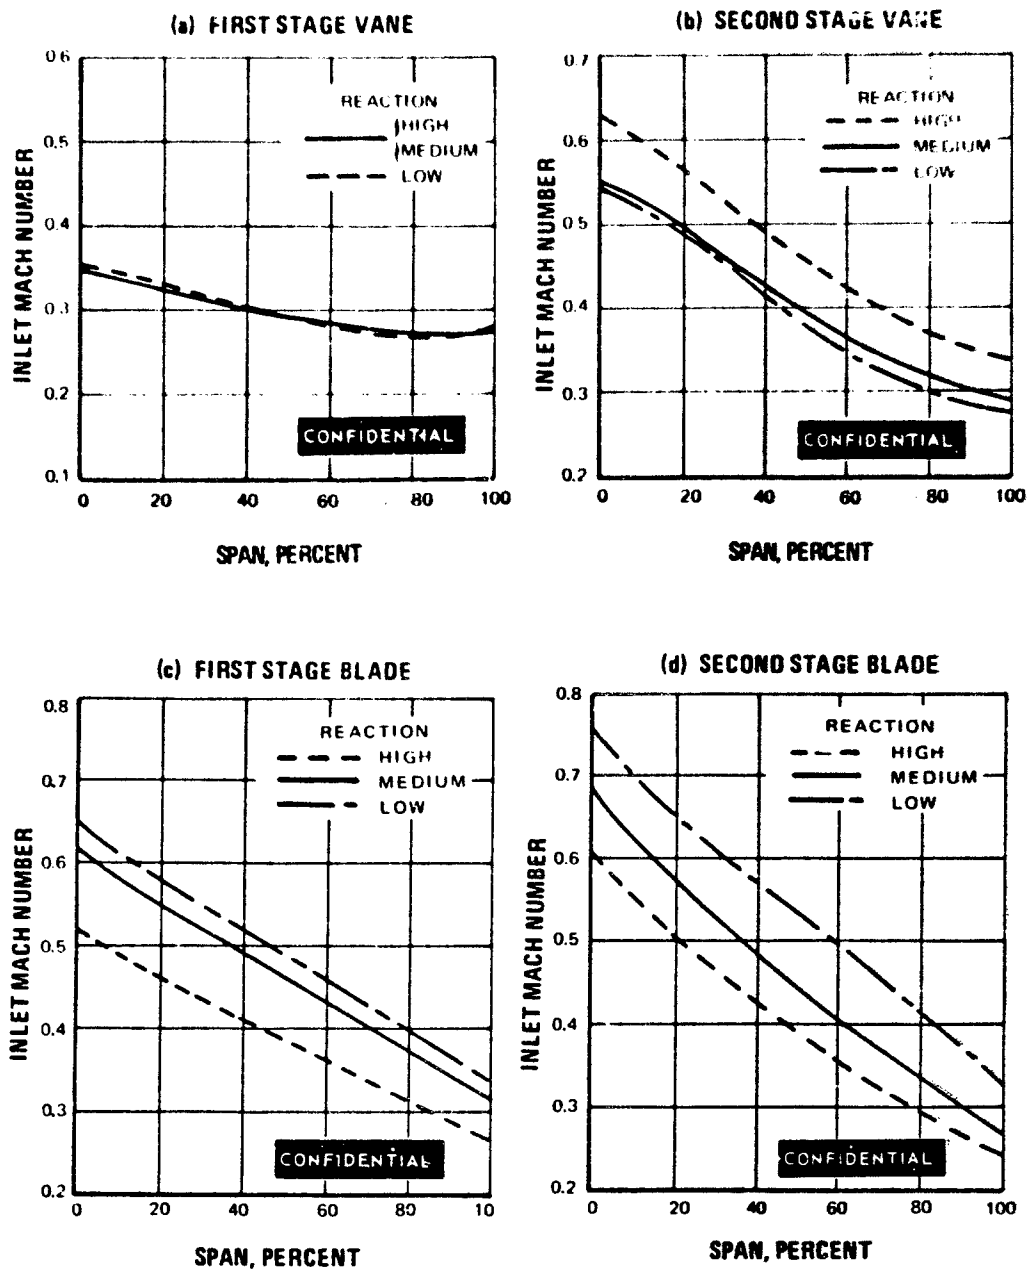 (a) FIRST STAGE VANE
0.6
0.5
0.4
0.3
0.2
0.1
INLET MACH NUMBER
REACTION
HIGH
MEDIUM
LOW
CONFIDENTIAL
0 20 40 60 80 100
SPAN, PERCENT
(b) SECOND STAGE VANE
0.7
0.6
0.5
0.4
0.3
0.2
INLET MACH NUMBER
REACTION
HIGH
MEDIUM
LOW
CONFIDENTIAL
0 20 40 60 80 100
SPAN, PERCENT
(c) FIRST STAGE BLADE
0.8
0.7
0.6
0.5
0.4
0.3
0.2
INLET MACH NUMBER
REACTION
HIGH
MEDIUM
LOW
CONFIDENTIAL
0 20 40 60 80 10
SPAN, PERCENT
(d) SECOND STAGE BLADE
0.8
0.7
0.6
0.5
0.4
0.3
0.2
INLET MACH NUMBER
REACTION
HIGH
MEDIUM
LOW
CONFIDENTIAL
0 20 40 60 80 100
SPAN, PERCENT